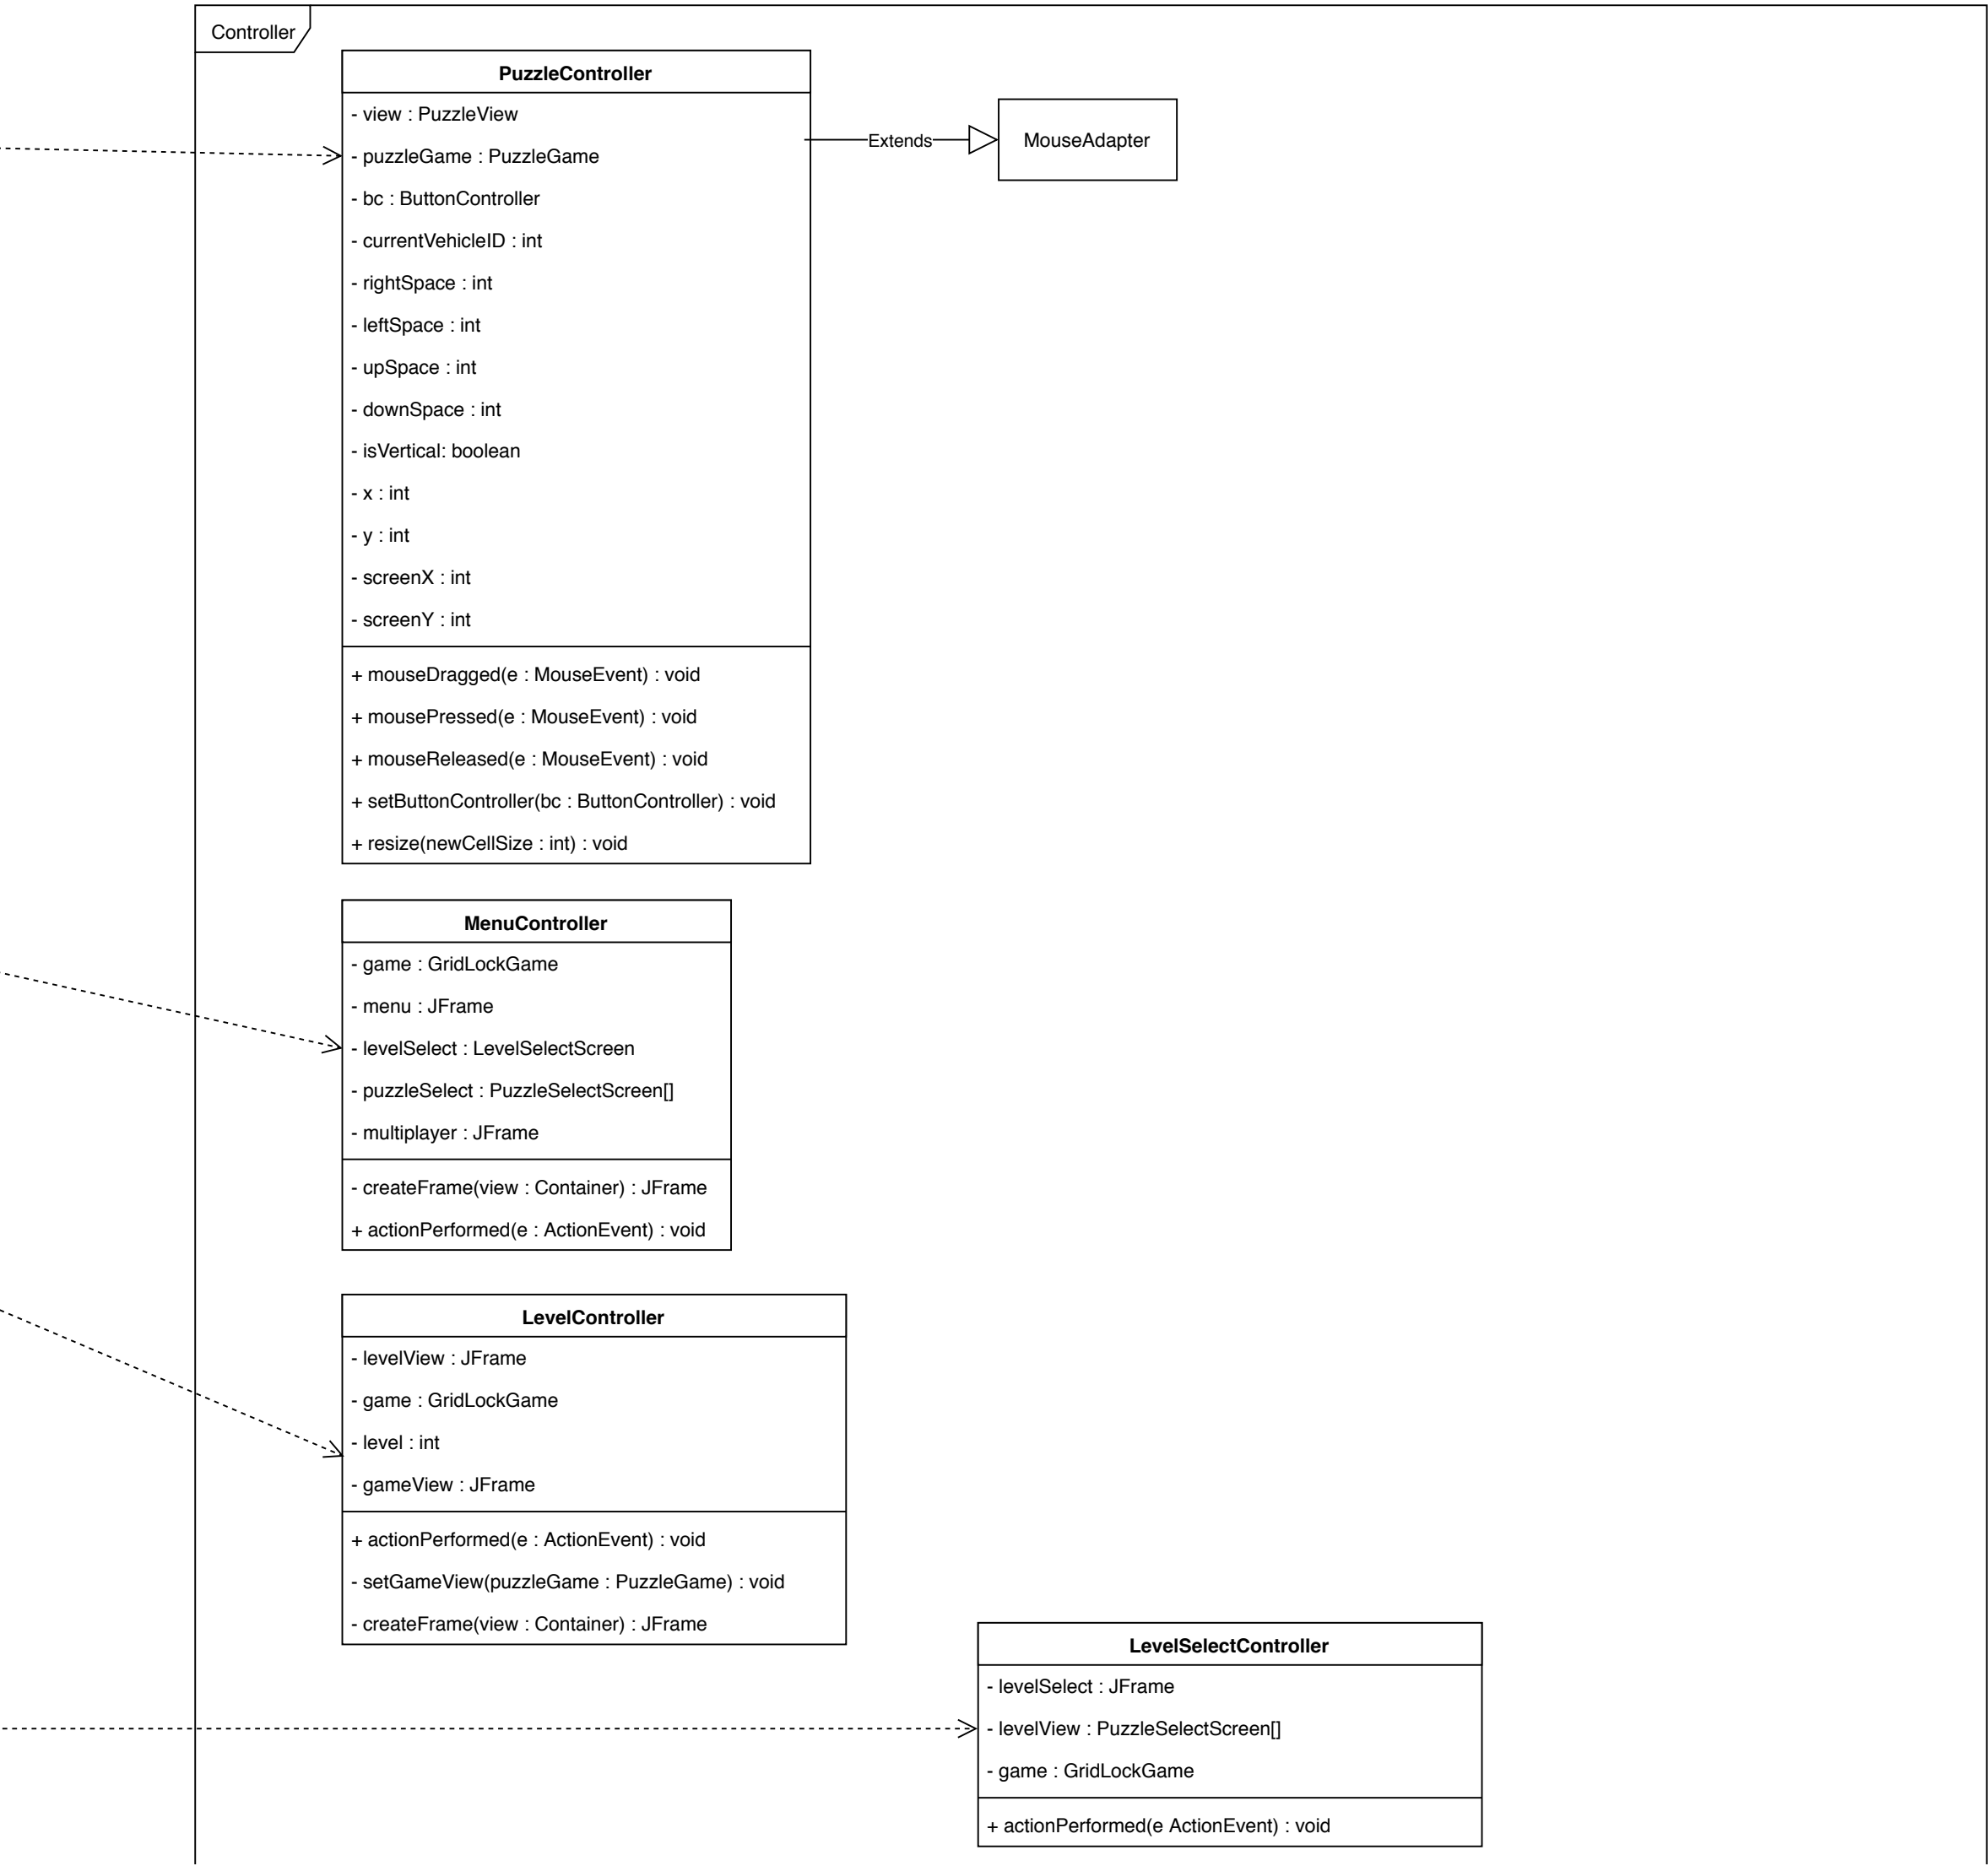 Controller
PuzzleController
- view : PuzzleView
- puzzleGame : PuzzleGame
- bc : ButtonController
- currentVehicleID : int
- rightSpace : int
- leftSpace : int
- upSpace : int
- downSpace : int
- isVertical: boolean
- x : int
- y : int
- screenX : int
- screenY : int
+ mouseDragged(e : MouseEvent) : void
+ mousePressed(e : MouseEvent) : void
+ mouseReleased(e : MouseEvent) : void
+ setButtonController(bc : ButtonController) : void
+ resize(newCellSize : int) : void
Extends
MouseAdapter
MenuController
- game : GridLockGame
- menu : JFrame
- levelSelect : LevelSelectScreen
- puzzleSelect : PuzzleSelectScreen[]
- multiplayer : JFrame
- createFrame(view : Container) : JFrame
+ actionPerformed(e : ActionEvent) : void
LevelController
- levelView : JFrame
- game : GridLockGame
- level : int
- gameView : JFrame
+ actionPerformed(e : ActionEvent) : void
- setGameView(puzzleGame : PuzzleGame) : void
- createFrame(view : Container) : JFrame
LevelSelectController
- levelSelect : JFrame
- levelView : PuzzleSelectScreen[]
- game : GridLockGame
+ actionPerformed(e ActionEvent) : void